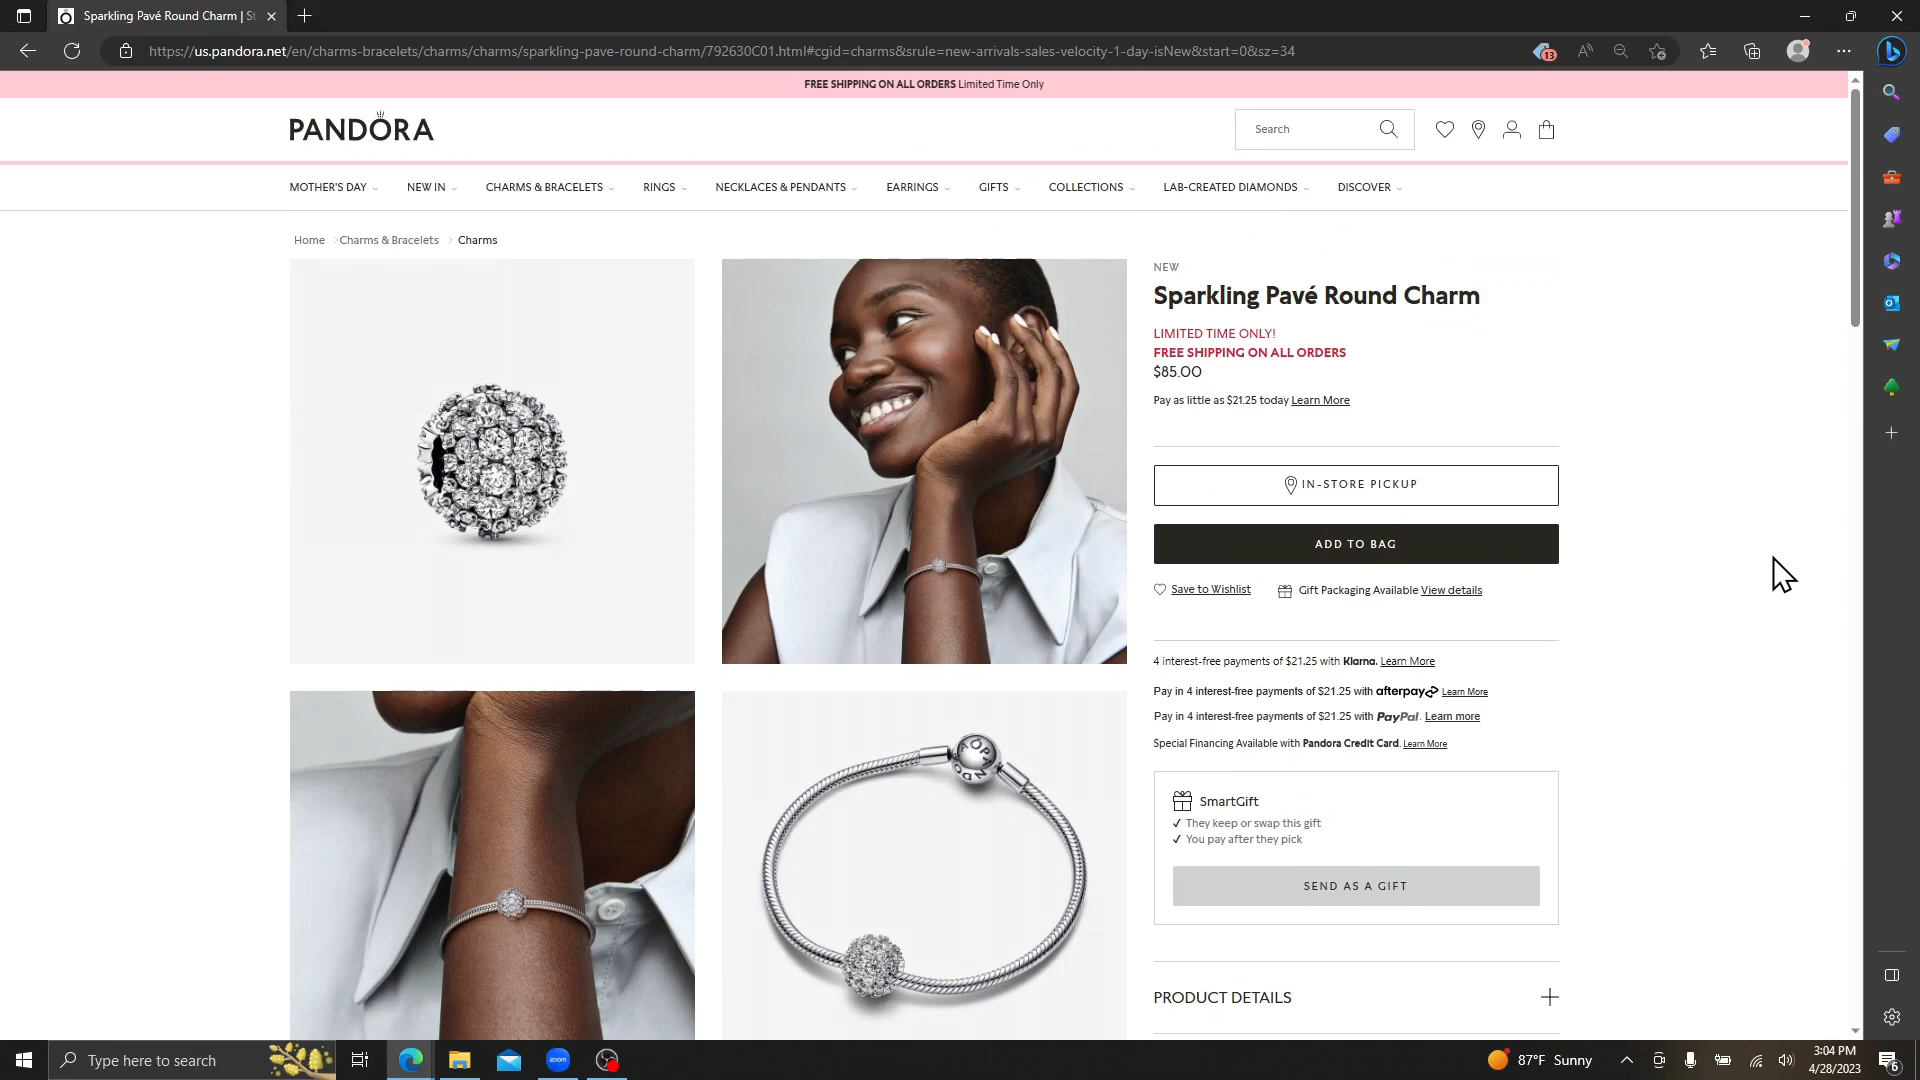 Sparkling Pavé Round Charm | St
https://us.pandora.net/en/charms-bracelets/charms/charms/sparkling-pave-round-charm/792630C01.html#cgid=charms&srule=new-arrivals-sales-velocity-1-day-isNew&start=0&sz=34
13
FREE SHIPPING ON ALL ORDERS Limited Time Only
PANDORA
Search
MOTHER'S DAY NEW IN CHARMS & BRACELETS RINGS NECKLACES & PENDANTS EARRINGS GIFTS COLLECTIONS LAB-CREATED DIAMONDS DISCOVER
Home Charms & Bracelets Charms
NEW
Sparkling Pavé Round Charm
LIMITED TIME ONLY!
FREE SHIPPING ON ALL ORDERS
$85.00
Pay as little as $21.25 today Learn More
IN-STORE PICKUP
ADD TO BAG
Save to Wishlist Gift Packaging Available View details
4 interest-free payments of $21.25 with Klarna. Learn More
Pay in 4 interest-free payments of $21.25 with afterpay Learn More
Pay in 4 interest-free payments of $21.25 with PayPal. Learn more
Special Financing Available with Pandora Credit Card. Learn More
SmartGift
✓ They keep or swap this gift
✓ You pay after they pick
SEND AS A GIFT
PRODUCT DETAILS
PANDORA
Type here to search
zoom
87°F Sunny
3:04 PM
4/28/2023
6